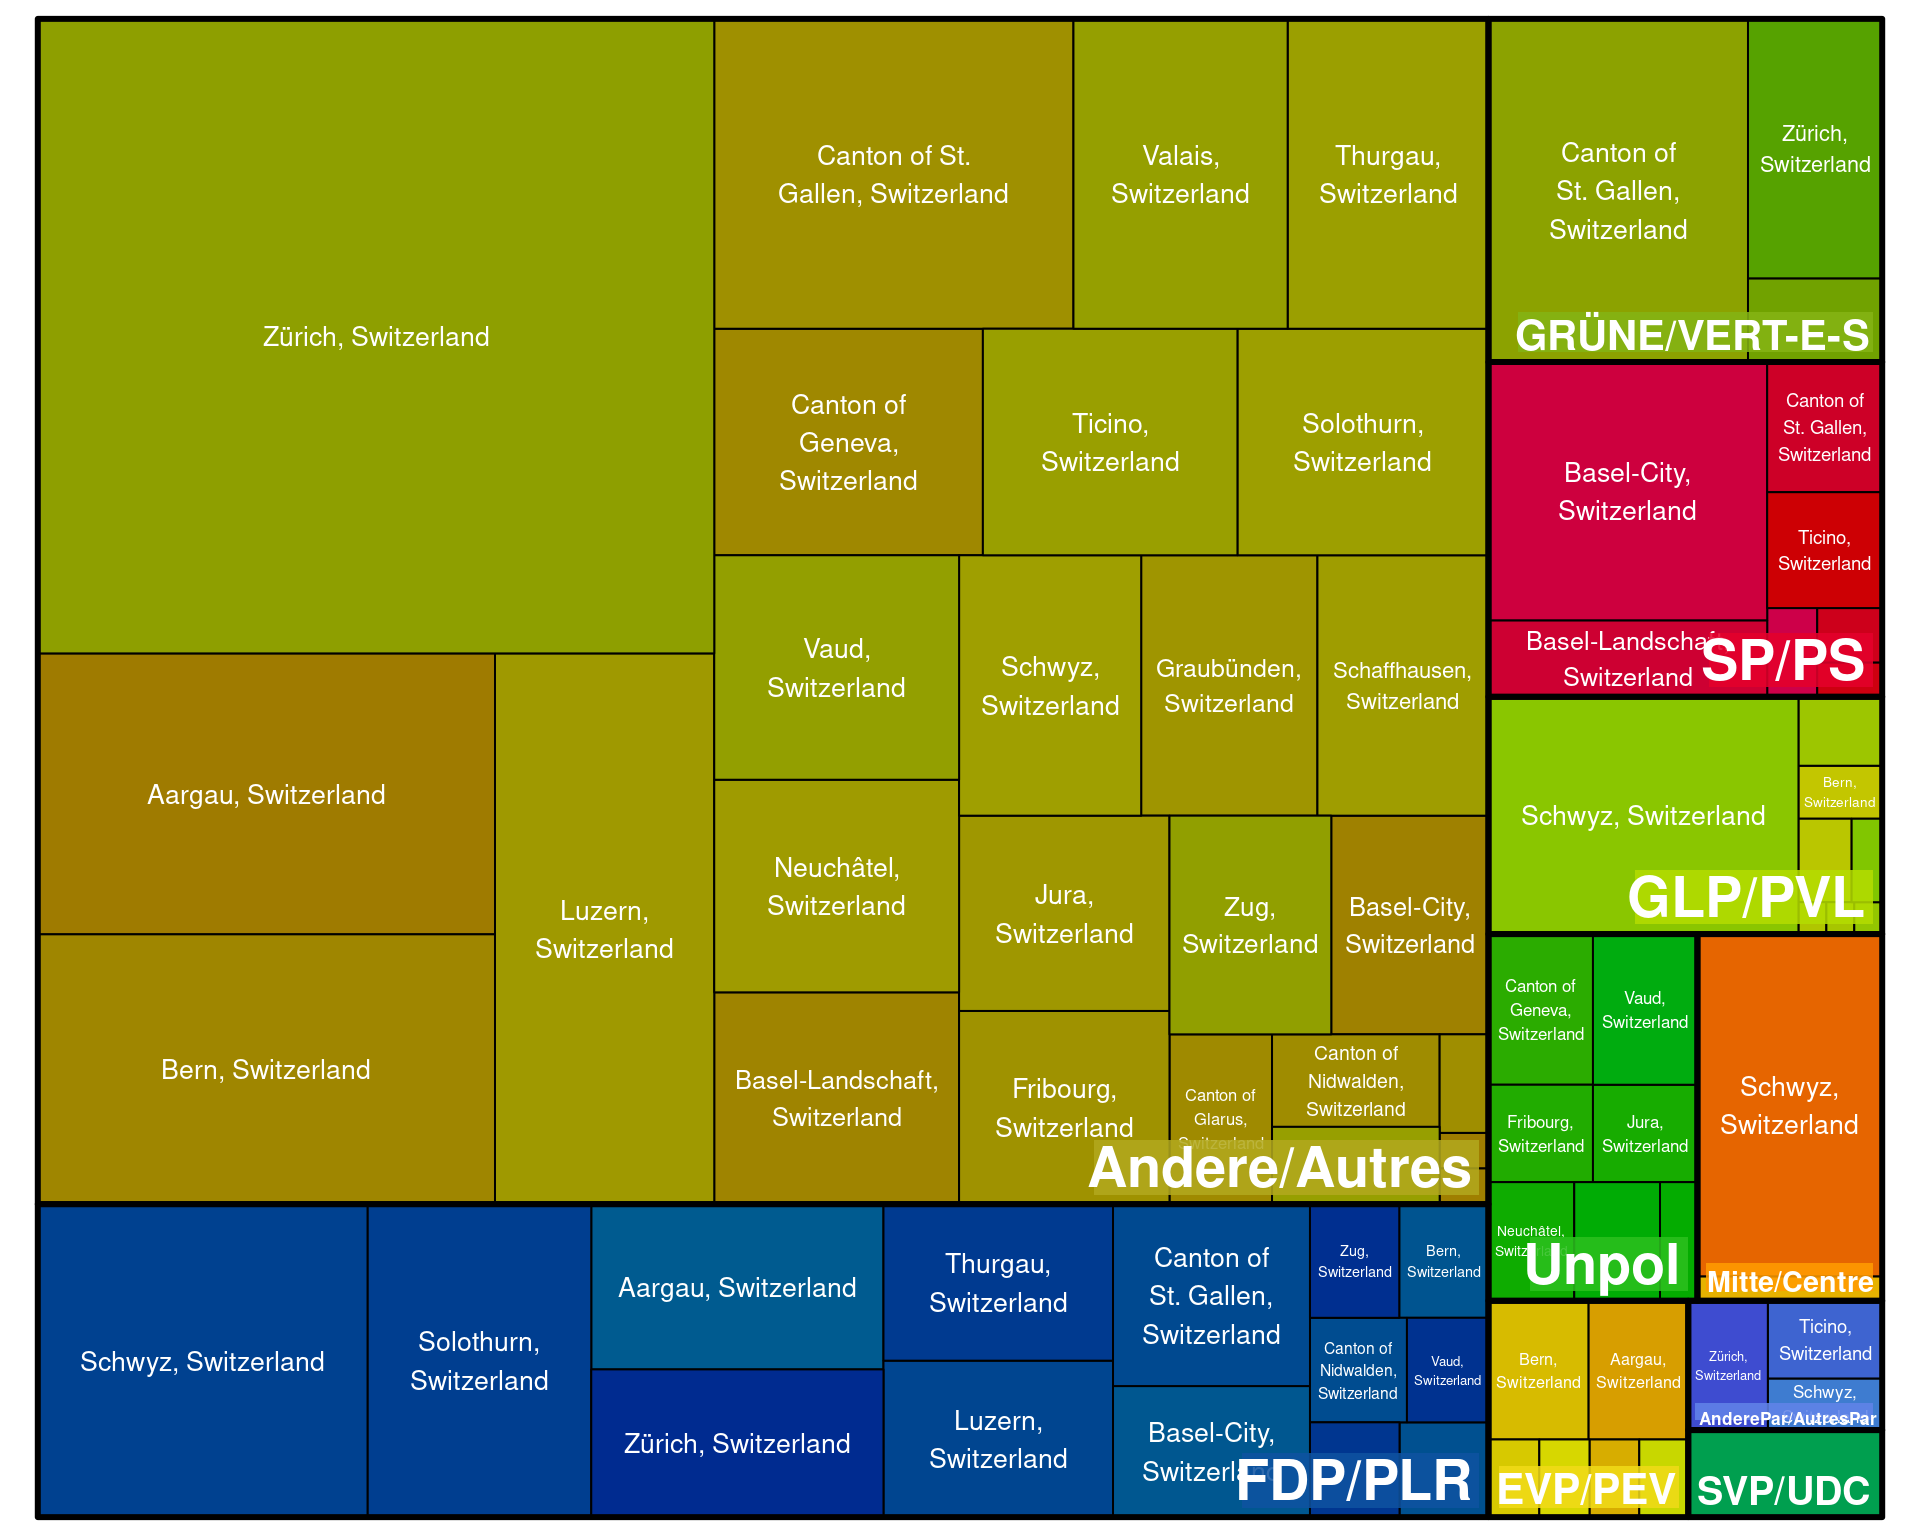 Zürich, Switzerland
Aargau, Switzerland
Bern, Switzerland
Luzern,
Switzerland
Canton of St.
Gallen, Switzerland
Valais,
Switzerland
Thurgau,
Switzerland
Canton of
Geneva,
Switzerland
Ticino,
Switzerland
Solothurn,
Switzerland
Vaud,
Switzerland
Neuchâtel,
Switzerland
Basel-Landschaft,
Switzerland
Schwyz,
Switzerland
Graubünden,
Switzerland
Schaffhausen,
Switzerland
Jura,
Switzerland
Fribourg,
Switzerland
Zug,
Switzerland
Basel-City,
Switzerland
Canton of
Glarus,
Switzerland
Canton of
Nidwalden,
Switzerland
Andere/Autres
Schwyz, Switzerland
Solothurn,
Switzerland
Aargau, Switzerland
Zürich, Switzerland
Thurgau,
Switzerland
Luzern,
Switzerland
Canton of
St. Gallen,
Switzerland
Basel-City,
Switzerland
Zug,
Switzerland
Bern,
Switzerland
Canton of
Nidwalden,
Switzerland
Vaud,
Switzerland
FDP/PLR
Canton of
St. Gallen,
Switzerland
Zürich,
Switzerland
GRÜNE/VERT-E-S
Basel-City,
Switzerland
Basel-Landschaft,
Switzerland
Canton of
St. Gallen,
Switzerland
Ticino,
Switzerland
SP/PS
Schwyz, Switzerland
Bern,
Switzerland
GLP/PVL
Canton of
Geneva,
Switzerland
Vaud,
Switzerland
Fribourg,
Switzerland
Jura,
Switzerland
Neuchâtel,
Switzerland
Unpol
Schwyz,
Switzerland
Mitte/Centre
Bern,
Switzerland
Aargau,
Switzerland
EVP/PEV
Zürich,
Switzerland
Ticino,
Switzerland
Schwyz,
AnderePar/AutresPar
SVP/UDC